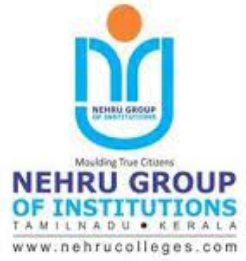 NEHRU GROUP
OF INSTITUTIONS
Moulding True Citizens
NEHRU GROUP
OF INSTITUTIONS
TAMILNADU • KERALA
www.nehrucolleges.com